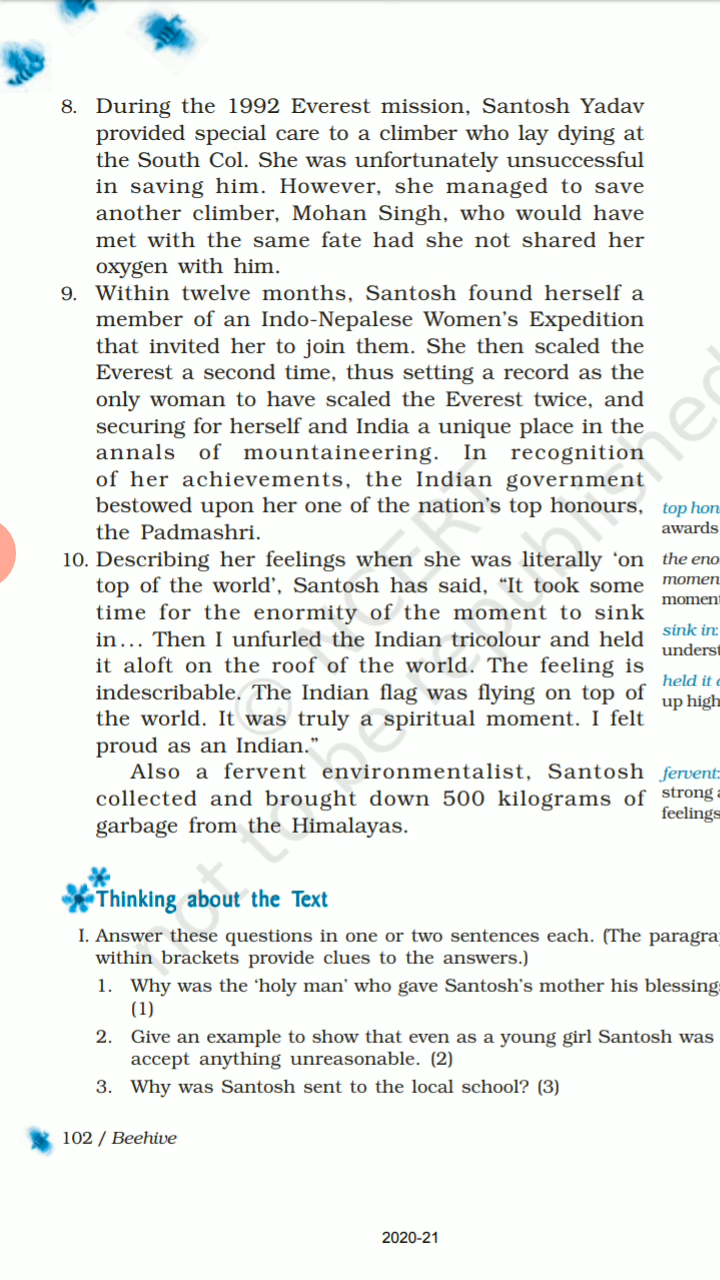 8. During the 1992 Everest mission, Santosh Yadav
provided special care to a climber who lay dying at
the South Col. She was unfortunately unsuccessful
in saving him. However, she managed to save
another climber, Mohan Singh, who would have
met with the same fate had she not shared her
oxygen with him.
9. Within twelve months, Santosh found herself a
member of an Indo-Nepalese Women's Expedition
that invited her to join them. She then scaled the
Everest a second time, thus setting a record as the
only woman to have scaled the Everest twice, and
securing for herself and India a unique place in the
annals of mountaineering. In recognition
of her achievements, the Indian government
bestowed upon her one of the nation's top honours,
the Padmashri.
10. Describing her feelings when she was literally 'on
top of the world', Santosh has said, "It took some
time for the enormity of the moment to sink
in... Then I unfurled the Indian tricolour and held
it aloft on the roof of the world. The feeling is
indescribable. The Indian flag was flying on top of
the world. It was truly a spiritual moment. I felt
proud as an Indian."
Also a fervent environmentalist, Santosh
collected and brought down 500 kilograms of
garbage from the Himalayas.
top hon
awards
the eno
momen
moment
sink in:
underst
held it
up high
fervent:
strong
feelings
Thinking about the Text
I. Answer these questions in one or two sentences each. (The paragra
within brackets provide clues to the answers.)
1. Why was the 'holy man' who gave Santosh's mother his blessing
(1)
2. Give an example to show that even as a young girl Santosh was
accept anything unreasonable. (2)
3. Why was Santosh sent to the local school? (3)
102 / Beehive
2020-21
© NCERT
not to be republished